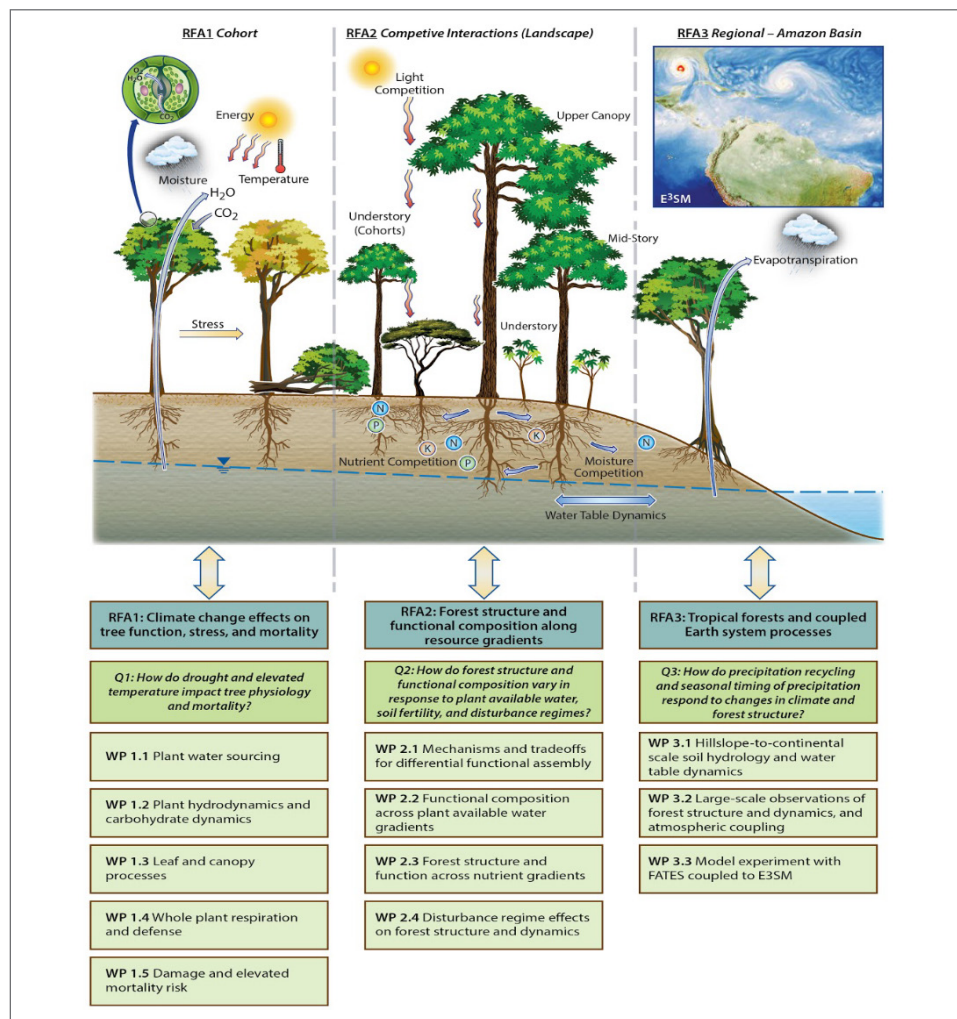 RFA1 Cohort
RFA2 Competive Interactions (Landscape)
RFA3 Regional – Amazon Basin
O₂
H₂O
CO₂
Energy
Moisture
Temperature
H₂O
CO₂
Stress
Light
Competition
Upper Canopy
Understory
(Cohorts)
Mid-Story
Understory
E³SM
Evapotranspiration
N
P
K
N
P
K
N
Nutrient Competition
Moisture
Competition
Water Table Dynamics
RFA1: Climate change effects on
tree function, stress, and mortality
Q1: How do drought and elevated
temperature impact tree physiology
and mortality?
WP 1.1 Plant water sourcing
WP 1.2 Plant hydrodynamics and
carbohydrate dynamics
WP 1.3 Leaf and canopy
processes
WP 1.4 Whole plant respiration
and defense
WP 1.5 Damage and elevated
mortality risk
RFA2: Forest structure and
functional composition along
resource gradients
Q2: How do forest structure and
functional composition vary in
response to plant available water,
soil fertility, and disturbance regimes?
WP 2.1 Mechanisms and tradeoffs
for differential functional assembly
WP 2.2 Functional composition
across plant available water
gradients
WP 2.3 Forest structure and
function across nutrient gradients
WP 2.4 Disturbance regime effects
on forest structure and dynamics
RFA3: Tropical forests and coupled
Earth system processes
Q3: How do precipitation recycling
and seasonal timing of precipitation
respond to changes in climate and
forest structure?
WP 3.1 Hillslope-to-continental
scale soil hydrology and water
table dynamics
WP 3.2 Large-scale observations of
forest structure and dynamics, and
atmospheric coupling
WP 3.3 Model experiment with
FATES coupled to E3SM